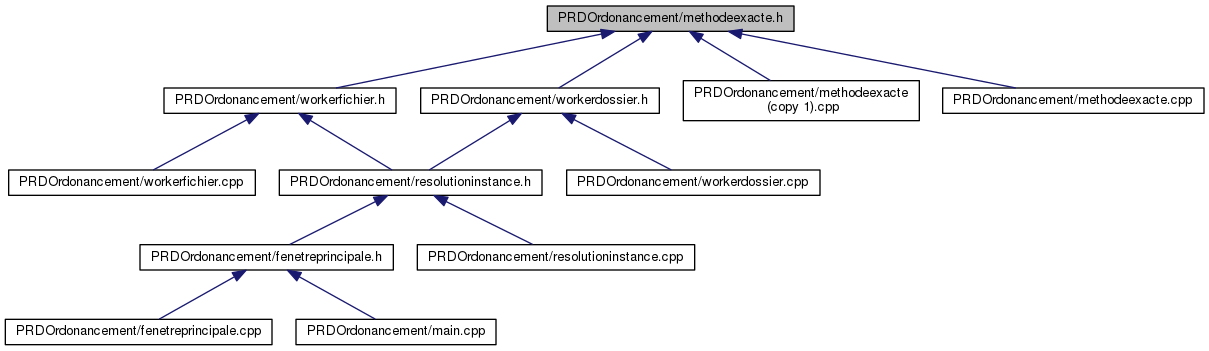 PRDOrdonancement/methodeexacte.h
PRDOrdonancement/workerfichier.h
PRDOrdonancement/workerdossier.h
PRDOrdonancement/methodeexacte
(copy 1).cpp
PRDOrdonancement/methodeexacte.cpp
PRDOrdonancement/workerfichier.cpp
PRDOrdonancement/resolutioninstance.h
PRDOrdonancement/workerdossier.cpp
PRDOrdonancement/fenetreprincipale.h
PRDOrdonancement/resolutioninstance.cpp
PRDOrdonancement/fenetreprincipale.cpp
PRDOrdonancement/main.cpp